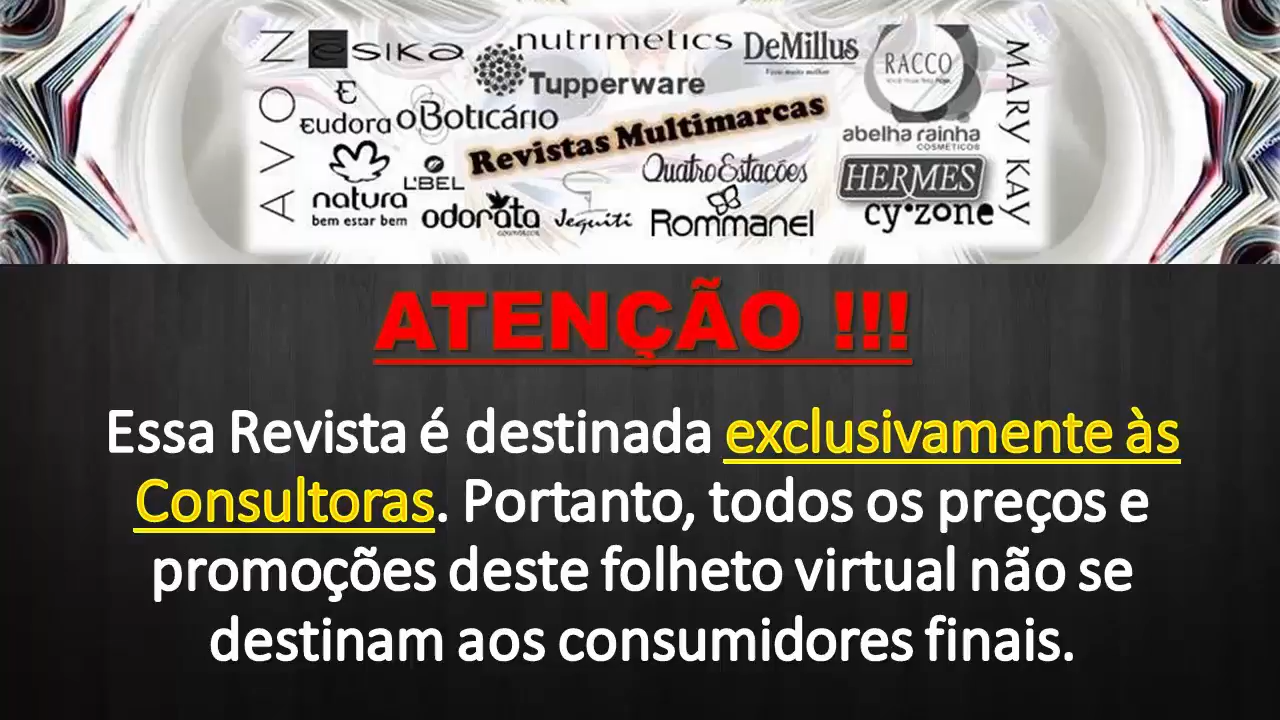 AVON
Zēsika
nutrimetics
DeMillus
Tupperware
RACCO
MARY KAY
E
eudora
oBoticário
Revistas Multimarcas
abelha rainha
COSMÉTICOS
natura
bem estar bem
L'BEL
QuatroEstações
HERMES
odorata
Jequiti
Rommanel
cy•zone
ATENÇÃO !!!
Essa Revista é destinada exclusivamente às
Consultoras. Portanto, todos os preços e
promoções deste folheto virtual não se
destinam aos consumidores finais.